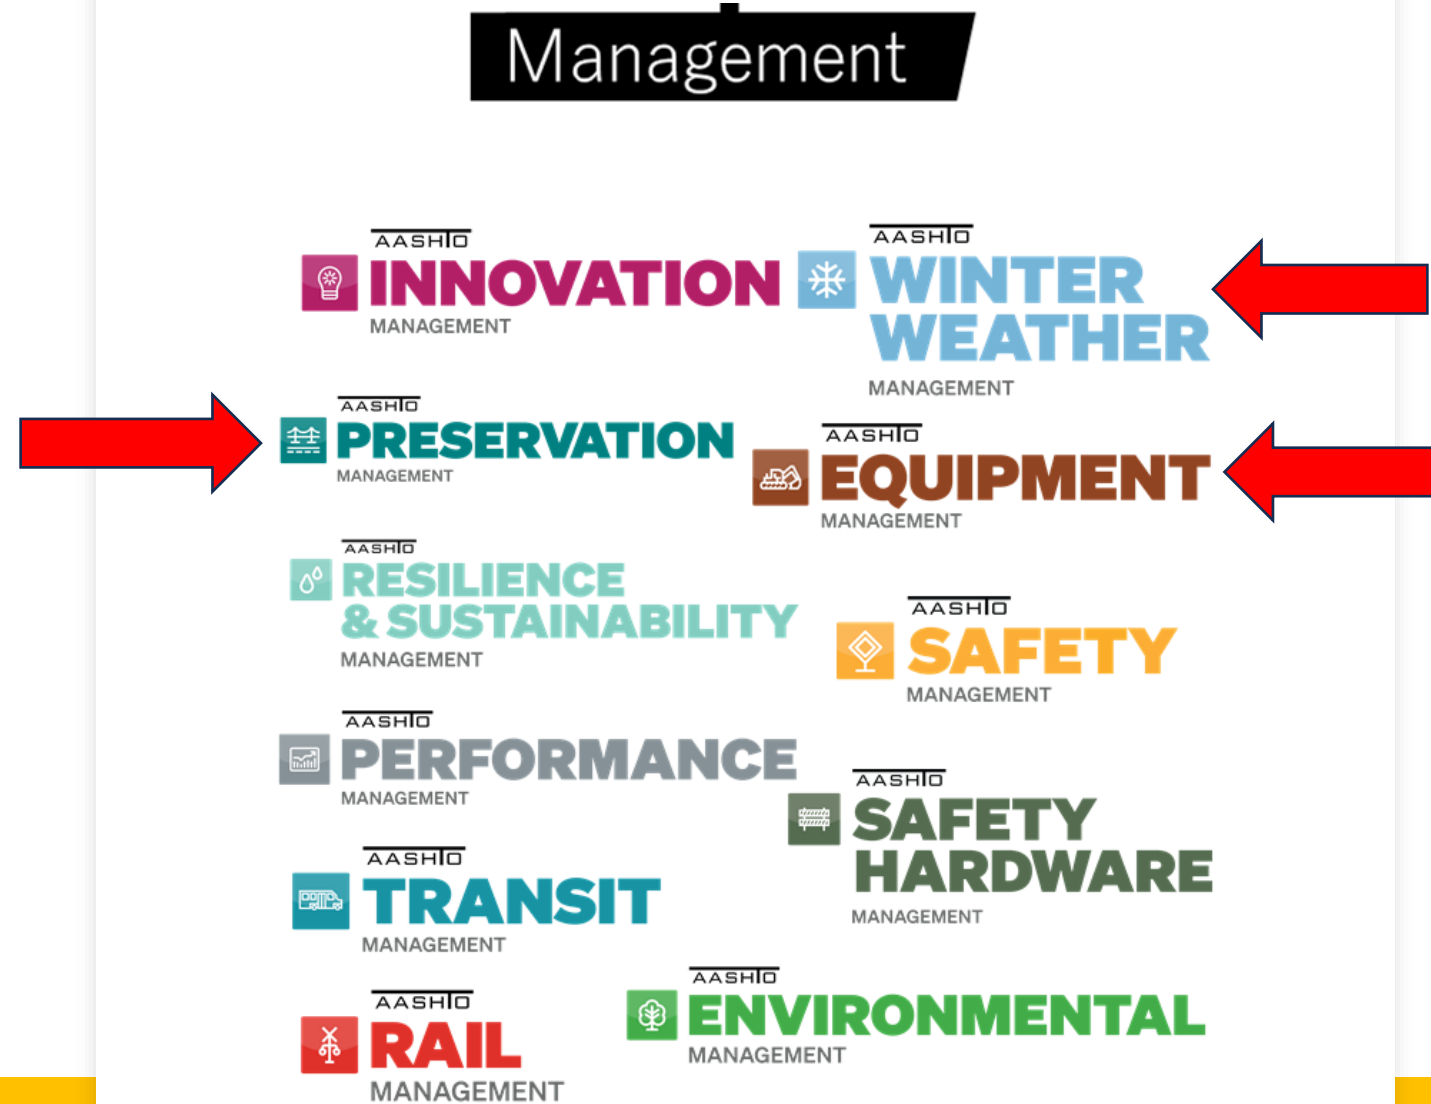 Management
AASHTO
INNOVATION
MANAGEMENT
AASHTO
WINTER
WEATHER
MANAGEMENT
AASHTO
PRESERVATION
MANAGEMENT
AASHTO
EQUIPMENT
MANAGEMENT
AASHTO
RESILIENCE
& SUSTAINABILITY
MANAGEMENT
AASHTO
SAFETY
MANAGEMENT
AASHTO
PERFORMANCE
MANAGEMENT
AASHTO
SAFETY
HARDWARE
MANAGEMENT
AASHTO
TRANSIT
MANAGEMENT
AASHTO
ENVIRONMENTAL
MANAGEMENT
AASHTO
RAIL
MANAGEMENT